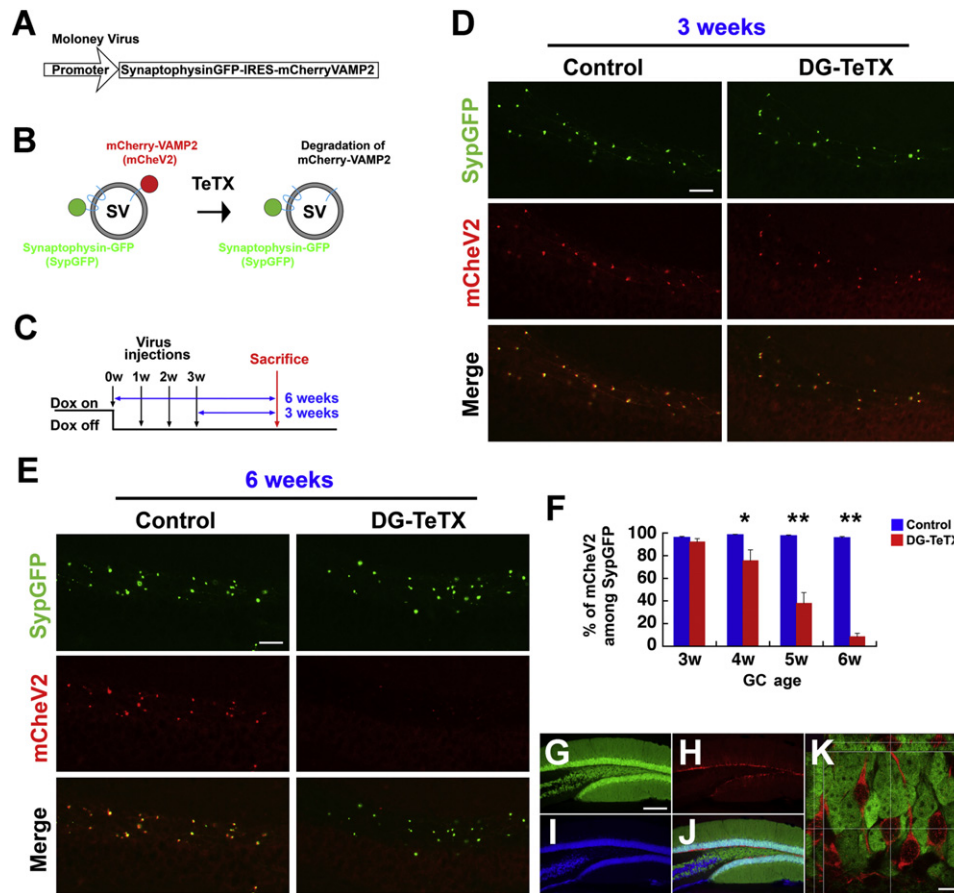 A
Moloney Virus
Promoter
SynaptophysinGFP-IRES-mCherryVAMP2
B
mCherry-VAMP2
(mCheV2)
SV
Synaptophysin-GFP
(SypGFP)
TeTX
Degradation of
mCherry-VAMP2
SV
Synaptophysin-GFP
(SypGFP)
C
Virus
injections
Sacrifice
0w
1w
2w
3w
6 weeks
3 weeks
Dox on
Dox off
D
3 weeks
Control
DG-TeTX
SypGFP
mCheV2
Merge
E
6 weeks
Control
DG-TeTX
SypGFP
mCheV2
Merge
F
% of mCheV2
among SypGFP
100
80
60
40
20
0
*
**
**
Control
DG-TeTX
3w
4w
5w
6w
GC age
G
H
I
J
K